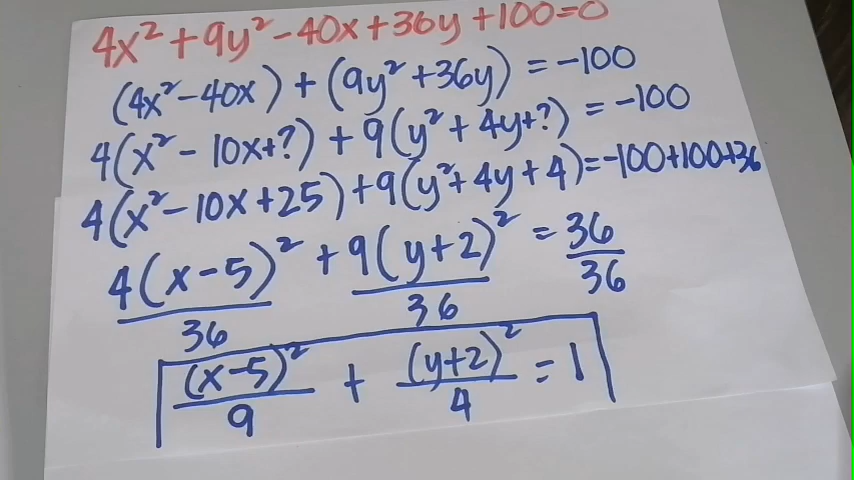 4x² + 9y² - 40x + 36y + 100 = 0
(4x² - 40x) + (9y² + 36y) = -100
4(x² - 10x + ?) + 9(y² + 4y + ?) = -100
4(x² - 10x + 25) + 9(y² + 4y + 4) = -100 + 100 + 36
4(x - 5)²/36 + 9(y + 2)²/36 = 36/36
(x - 5)²/9 + (y + 2)²/4 = 1